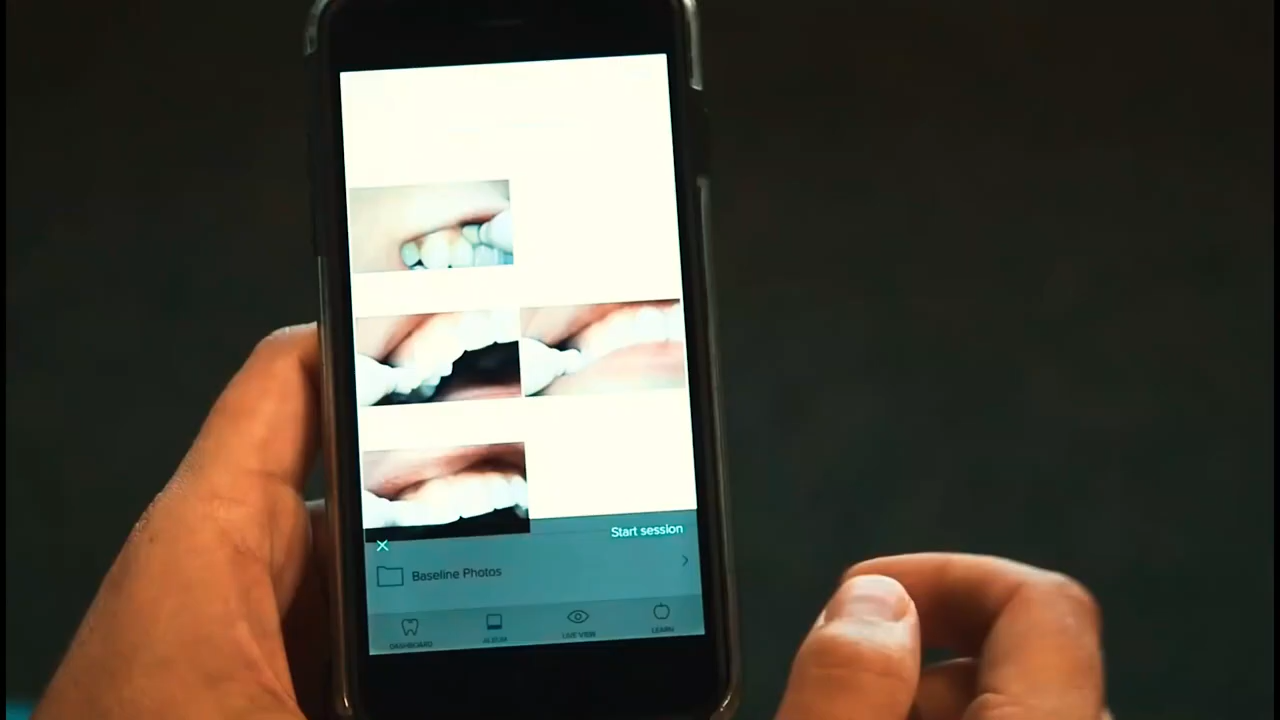 Start session
Baseline Photos
DASHBOARD
ALBUM
LIVE VIEW
LEARN